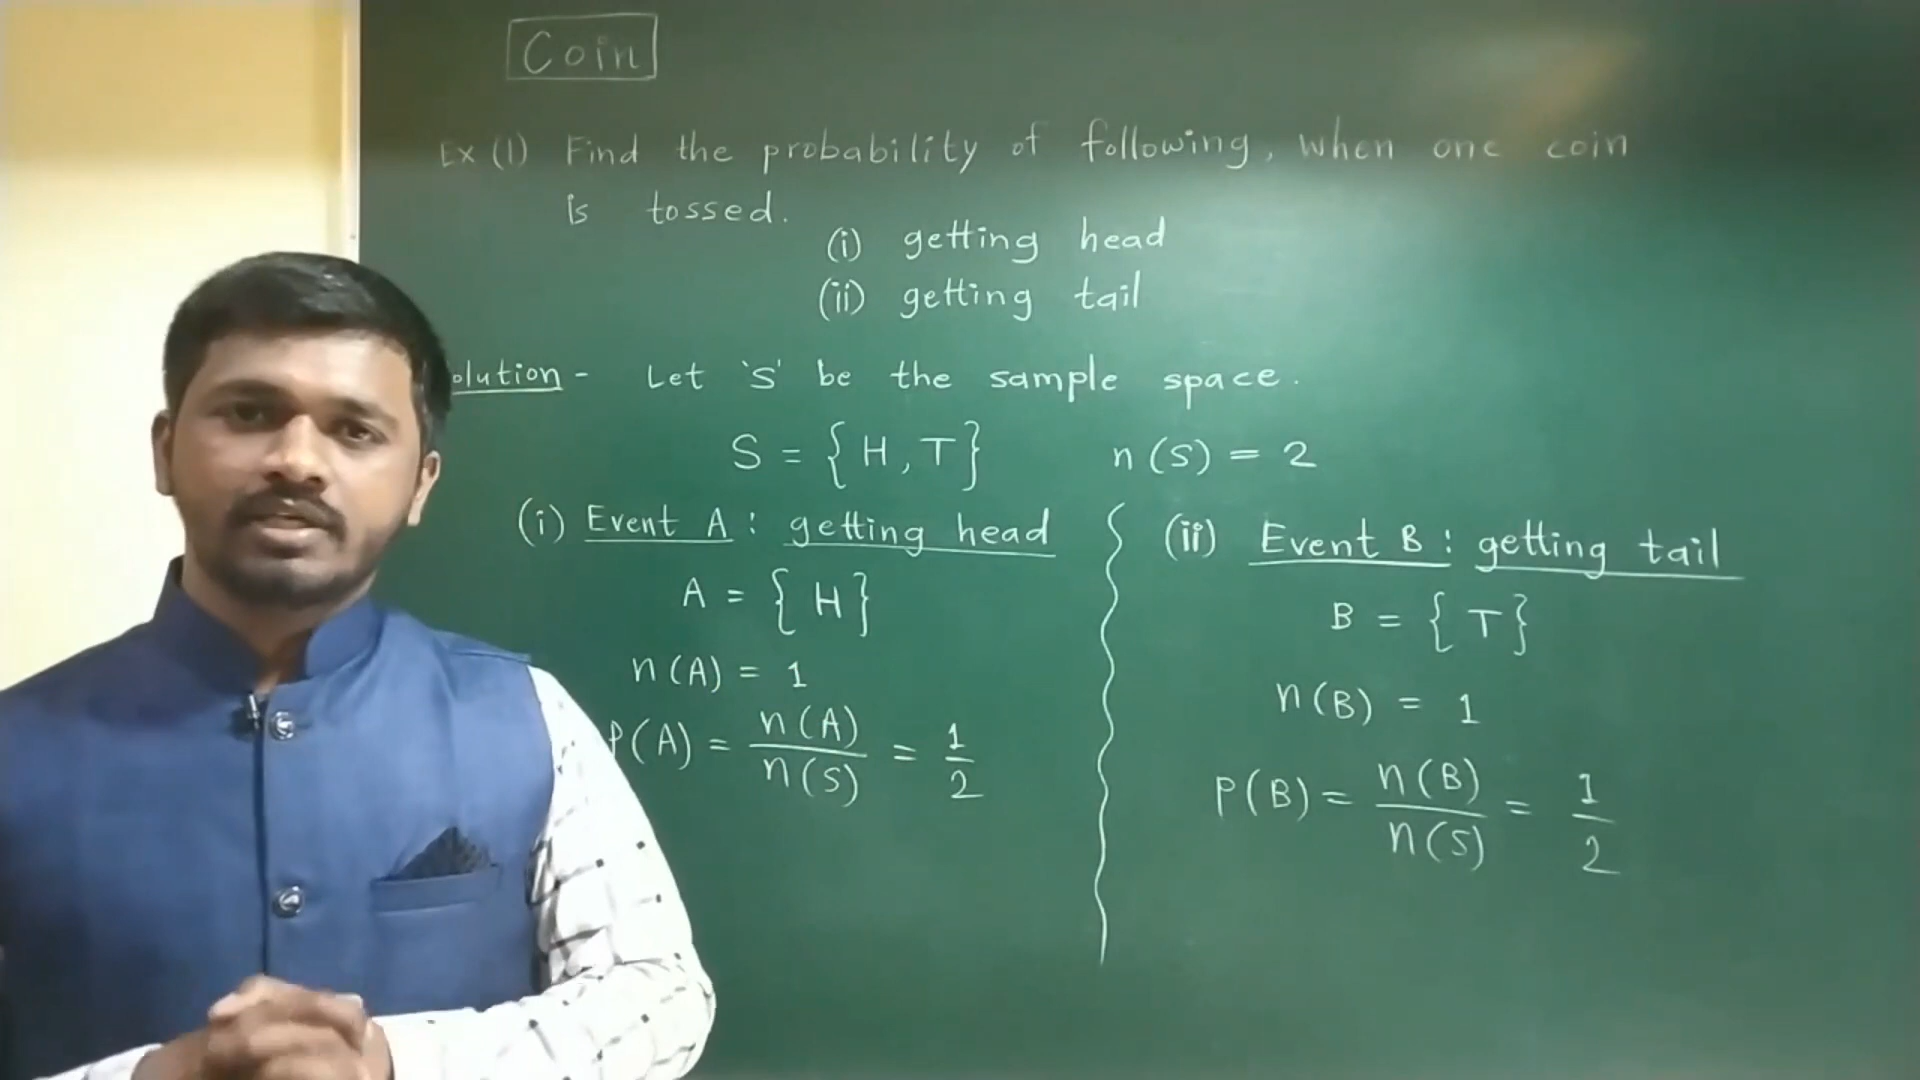 Coin
Ex (1) Find the probability of following, when one coin
is tossed.
(i) getting head
(ii) getting tail
olution - Let 's' be the sample space.
S = {H, T} n(S) = 2
(i) Event A : getting head
A = {H}
n(A) = 1
P(A) = n(A)/n(S) = 1/2
(ii) Event B : getting tail
B = {T}
n(B) = 1
P(B) = n(B)/n(S) = 1/2